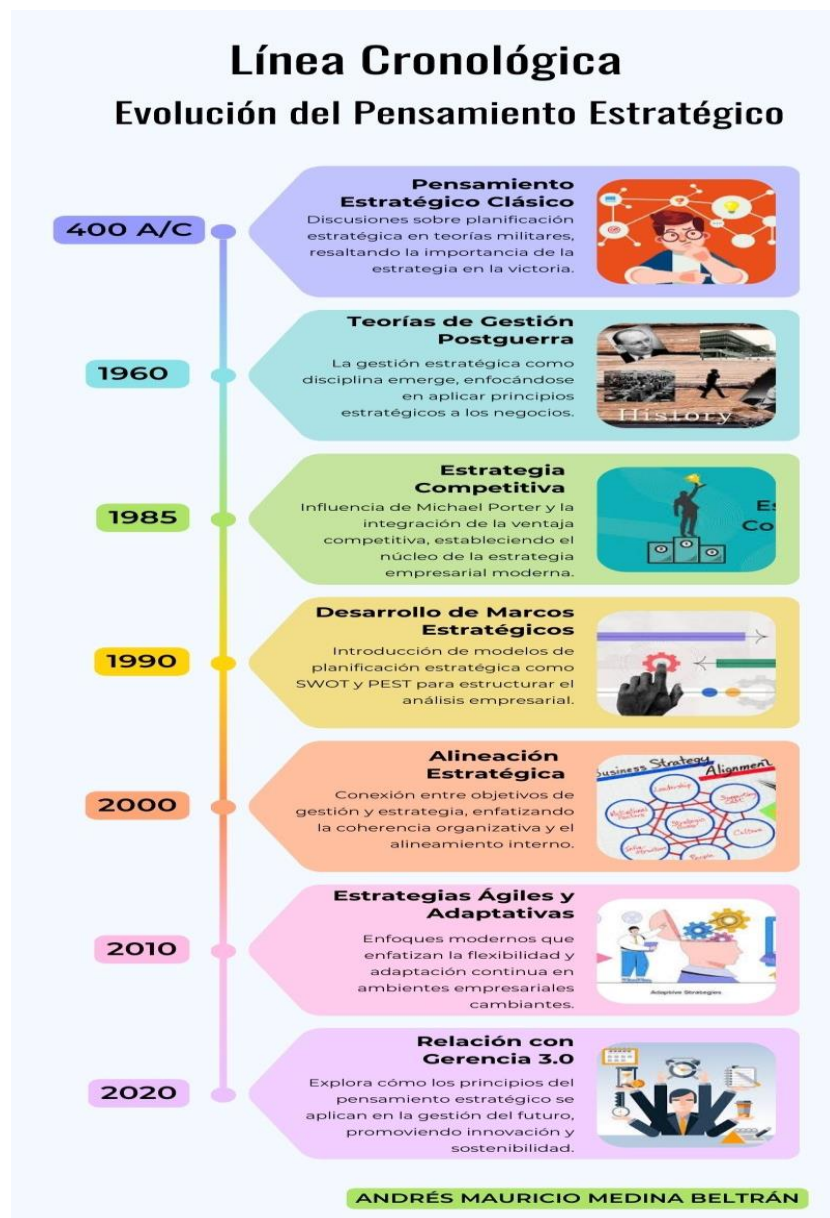 Línea Cronológica
Evolución del Pensamiento Estratégico
400 A/C
Pensamiento
Estratégico Clásico
Discusiones sobre planificación
estratégica en teorías militares,
resaltando la importancia de la
estrategia en la victoria.
1960
Teorías de Gestión
Postguerra
La gestión estratégica como
disciplina emerge, enfocándose
en aplicar principios
estratégicos a los negocios.
History
1985
Estrategia
Competitiva
Influencia de Michael Porter y la
integración de la ventaja
competitiva, estableciendo el
núcleo de la estrategia
empresarial moderna.
Es
Co
2
1
3
1990
Desarrollo de Marcos
Estratégicos
Introducción de modelos de
planificación estratégica como
SWOT y PEST para estructurar el
análisis empresarial.
2000
Alineación
Estratégica
Conexión entre objetivos de
gestión y estrategia, enfatizando
la coherencia organizativa y el
alineamiento interno.
Business Strategy
Alignment
Leadership
Strategic
Culture
People
2010
Estrategias Ágiles y
Adaptativas
Enfoques modernos que
enfatizan la flexibilidad y
adaptación continua en
ambientes empresariales
cambiantes.
Adaptive Strategies
2020
Relación con
Gerencia 3.0
Explora cómo los principios del
pensamiento estratégico se
aplican en la gestión del futuro,
promoviendo innovación y
sostenibilidad.
ANDRÉS MAURICIO MEDINA BELTRÁN